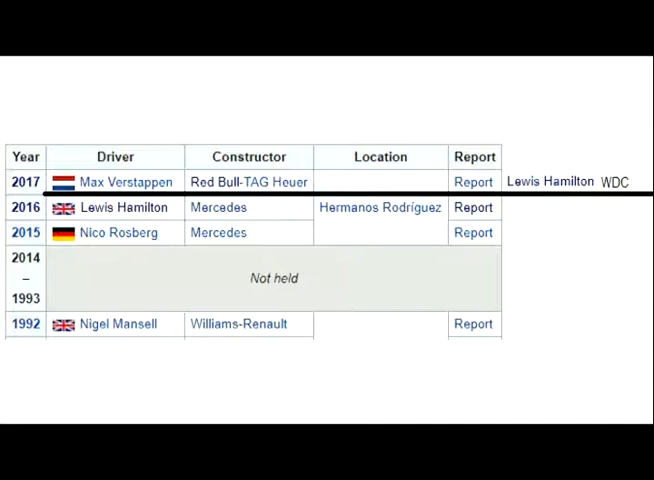 Year Driver Constructor Location Report
2017 Max Verstappen Red Bull-TAG Heuer Report Lewis Hamilton WDC
2016 Lewis Hamilton Mercedes Hermanos Rodríguez Report
2015 Nico Rosberg Mercedes Report
2014
– Not held
1993
1992 Nigel Mansell Williams-Renault Report